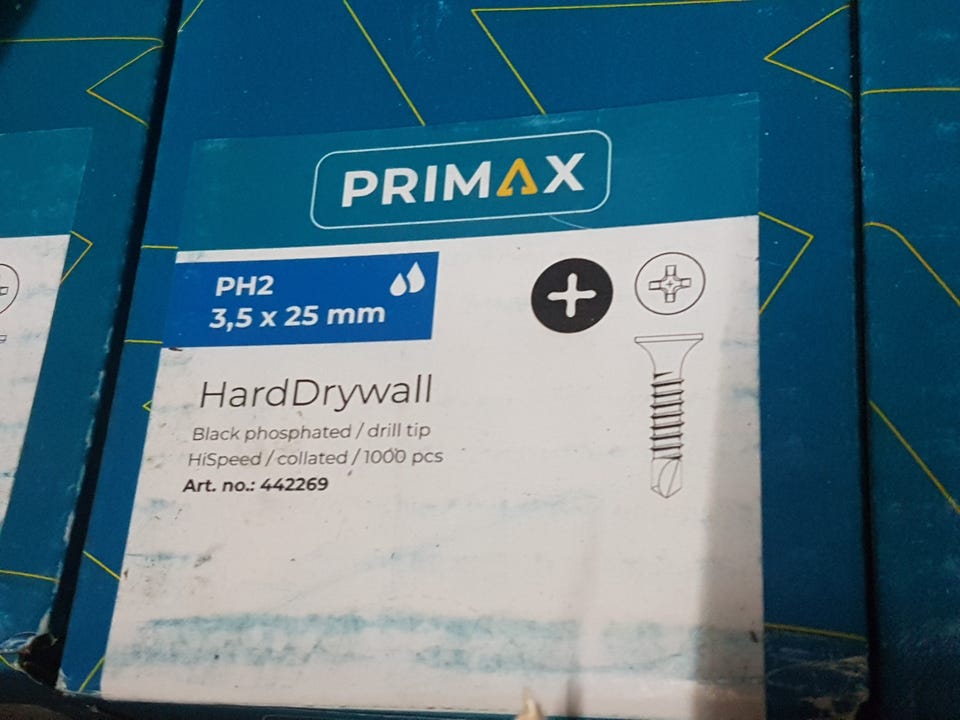 PRIMAX
PH2
3,5 x 25 mm
HardDrywall
Black phosphated / drill tip
HiSpeed / collated / 1000 pcs
Art. no.: 442269